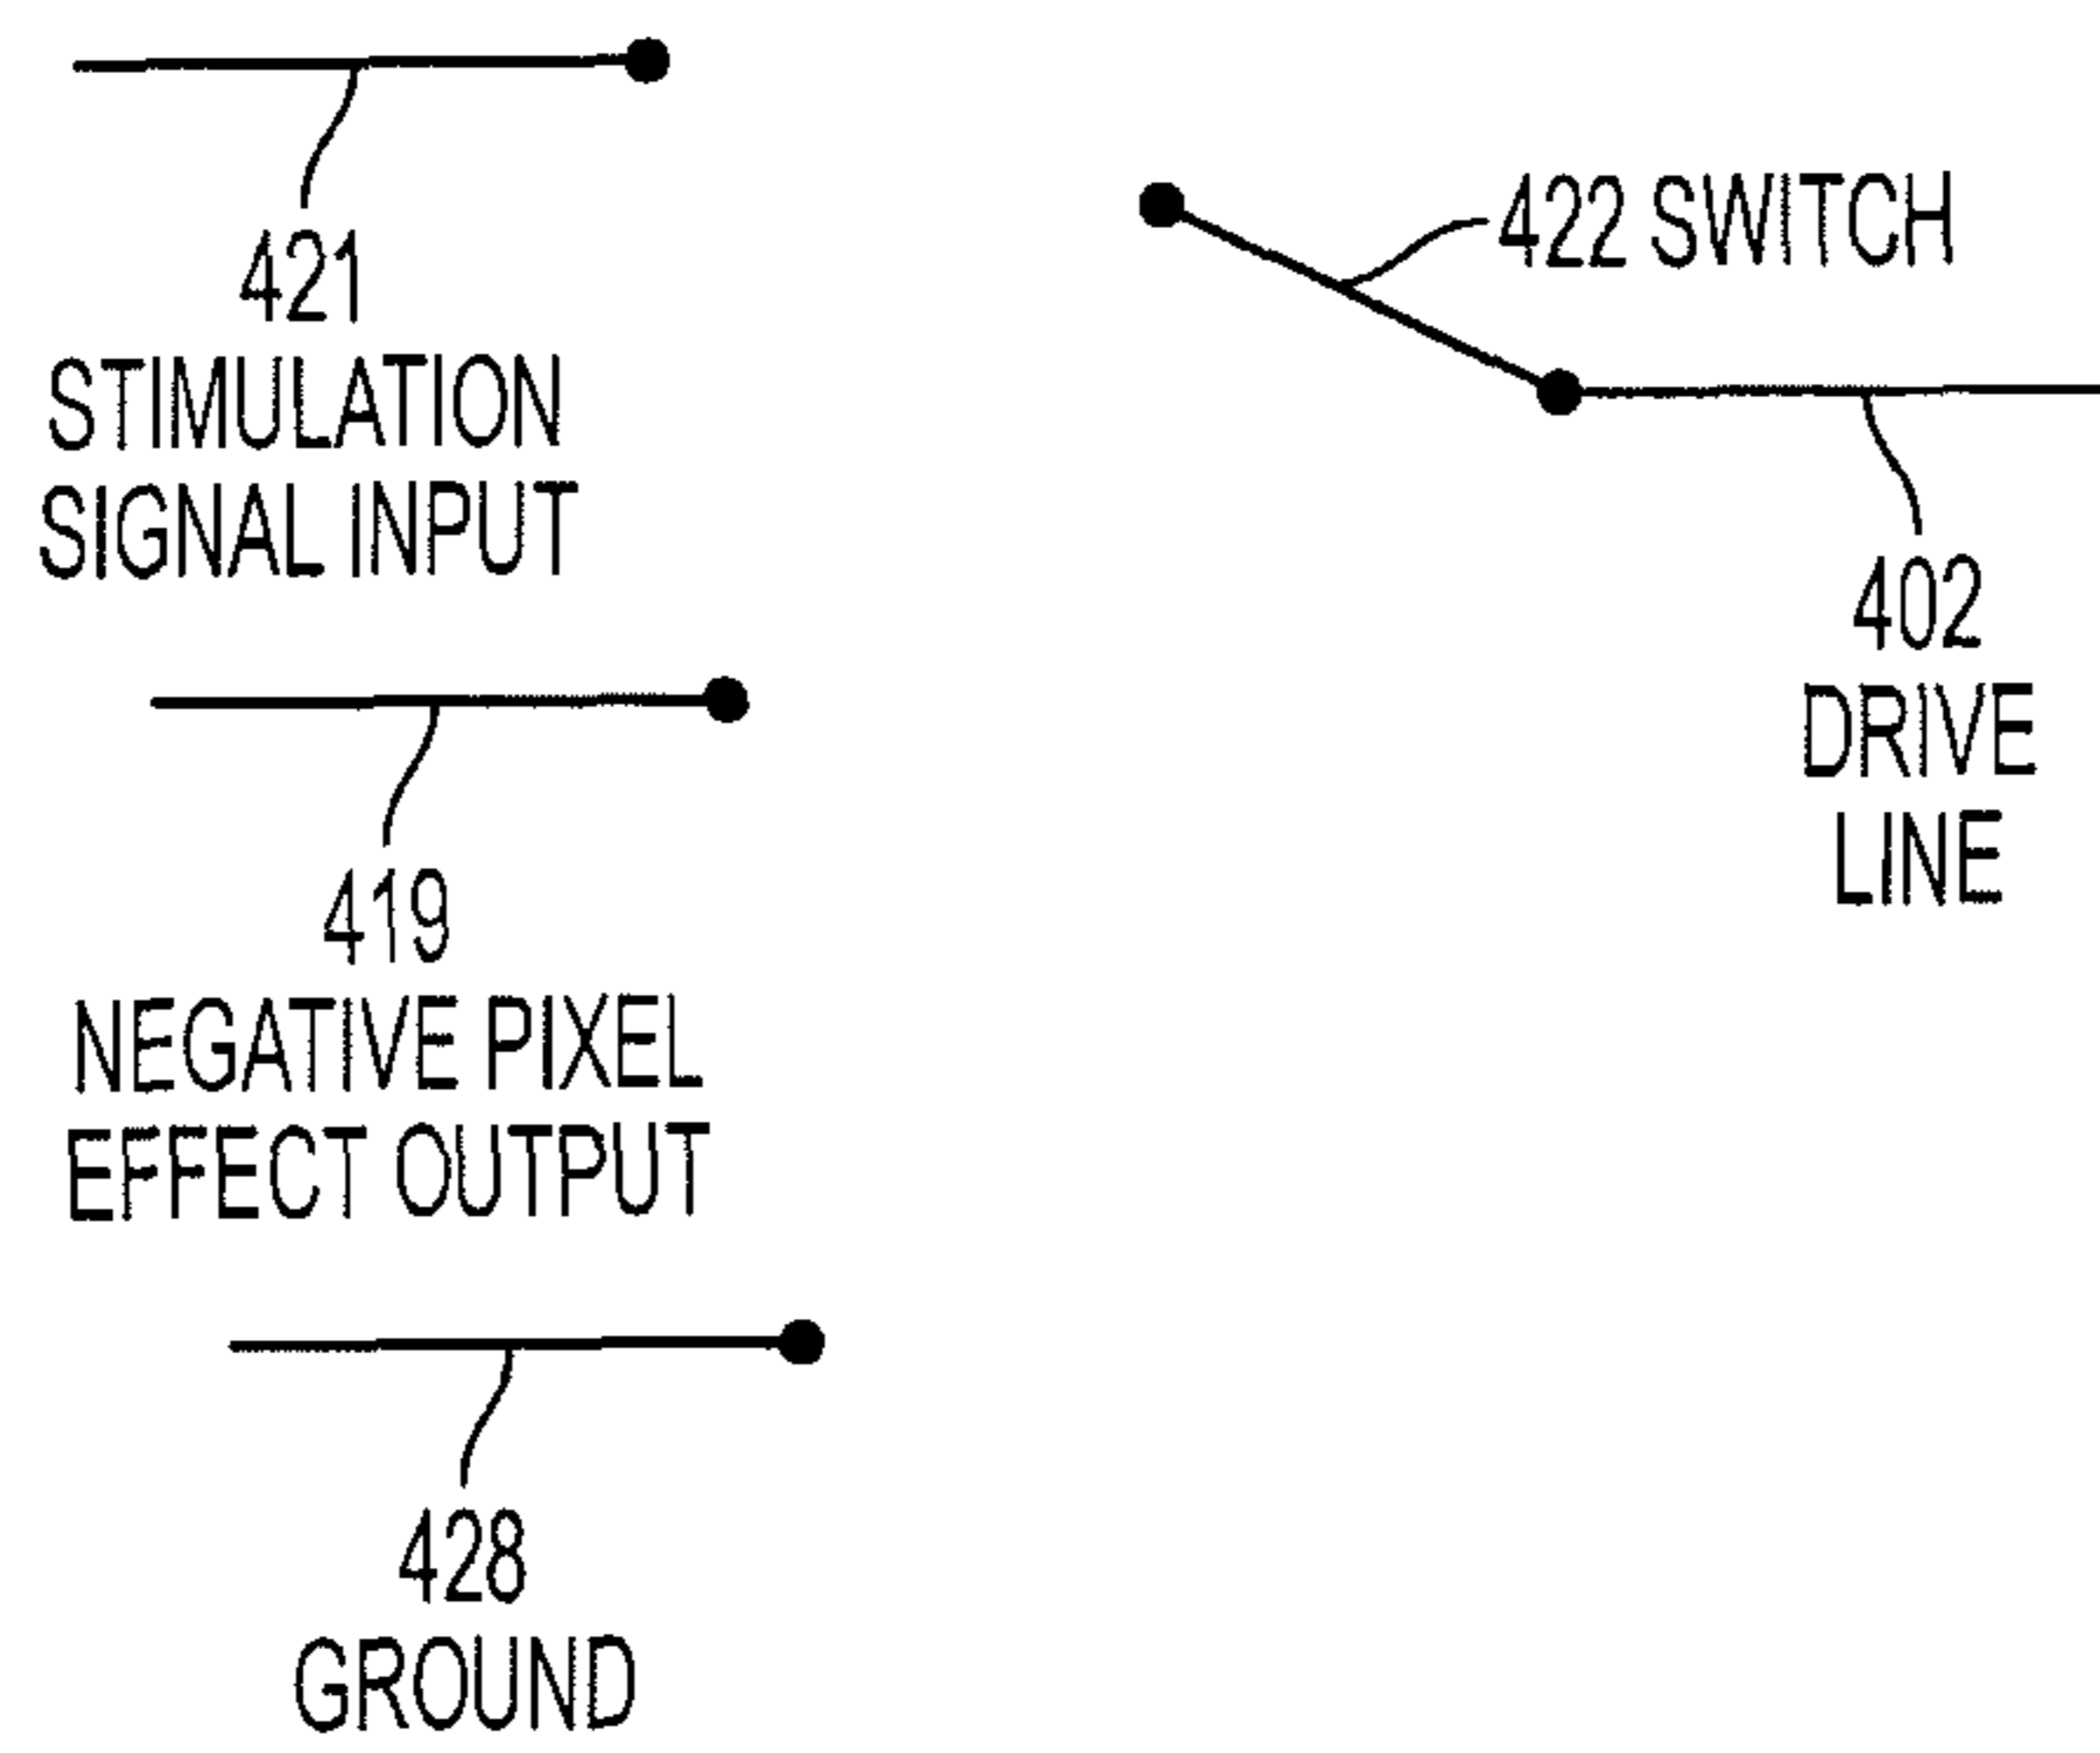 421
STIMULATION
SIGNAL INPUT
422 SWITCH
402
DRIVE
LINE
419
NEGATIVE PIXEL
EFFECT OUTPUT
428
GROUND